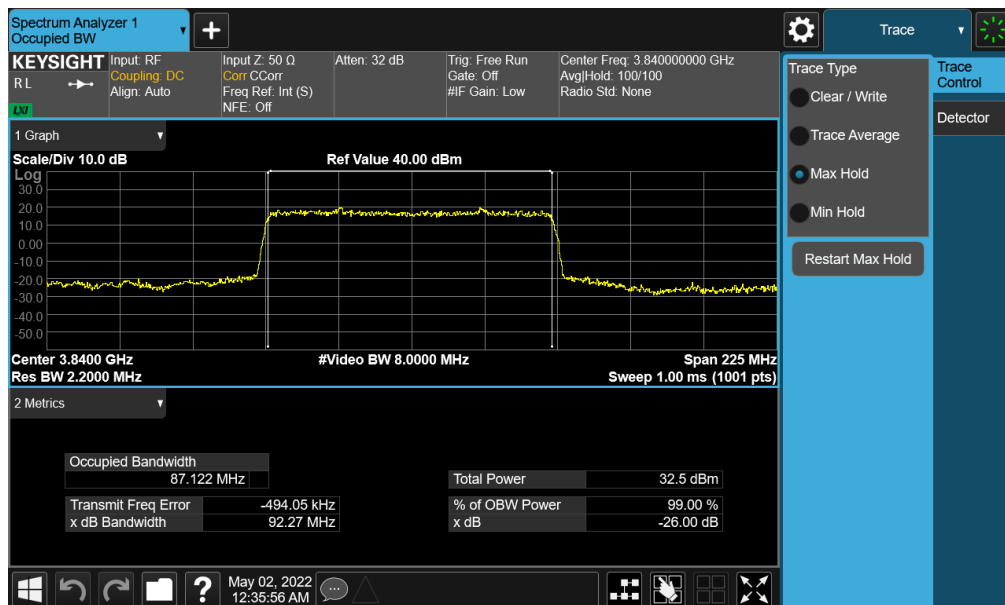 Spectrum Analyzer 1
Occupied BW
+
Trace
KEYSIGHT
R L
LXI
Input: RF
Coupling: DC
Align: Auto
Input Z: 50 Ω
Corr CCorr
Freq Ref: Int (S)
NFE: Off
Atten: 32 dB
Trig: Free Run
Gate: Off
#IF Gain: Low
Center Freq: 3.840000000 GHz
Avg|Hold: 100/100
Radio Std: None
Trace Type
Clear / Write
Trace Average
Max Hold
Min Hold
Restart Max Hold
Trace
Control
Detector
1 Graph
Scale/Div 10.0 dB
Ref Value 40.00 dBm
Log
30.0
20.0
10.0
0.00
-10.0
-20.0
-30.0
-40.0
-50.0
Center 3.8400 GHz
#Video BW 8.0000 MHz
Span 225 MHz
Res BW 2.2000 MHz
Sweep 1.00 ms (1001 pts)
2 Metrics
Occupied Bandwidth
87.122 MHz
Total Power 32.5 dBm
Transmit Freq Error -494.05 kHz
% of OBW Power 99.00 %
x dB Bandwidth 92.27 MHz
x dB -26.00 dB
?
May 02, 2022
12:35:56 AM